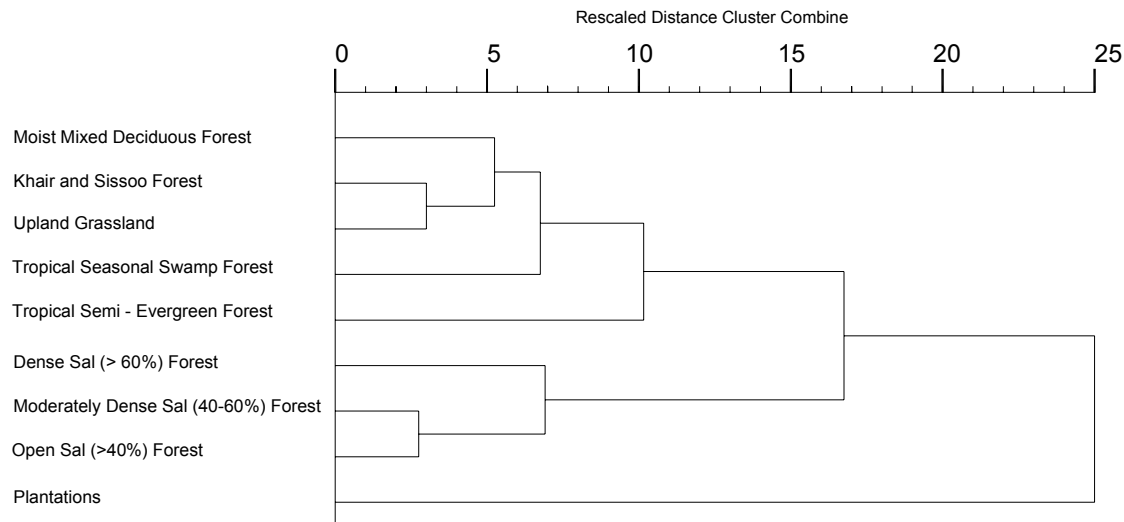 Rescaled Distance Cluster Combine
0 5 10 15 20 25
Moist Mixed Deciduous Forest
Khair and Sissoo Forest
Upland Grassland
Tropical Seasonal Swamp Forest
Tropical Semi - Evergreen Forest
Dense Sal (> 60%) Forest
Moderately Dense Sal (40-60%) Forest
Open Sal (>40%) Forest
Plantations